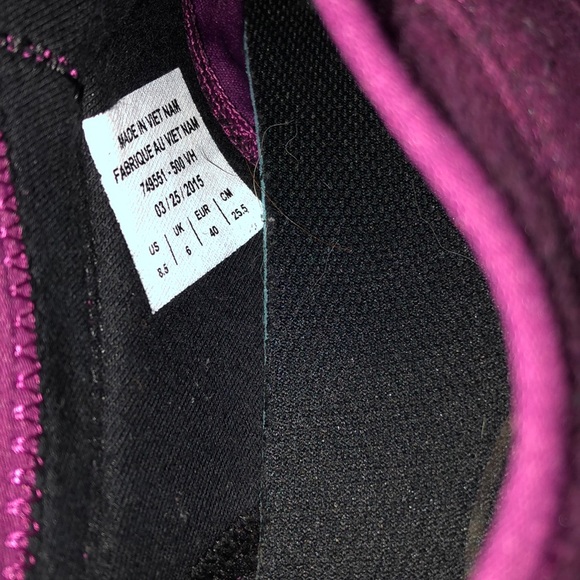 MADE IN VIET NAM
FABRIQUE AU VIET NAM
749551 - 500 VH
03 / 25 / 2015
US UK EUR CM
8.5 6 40 25.5